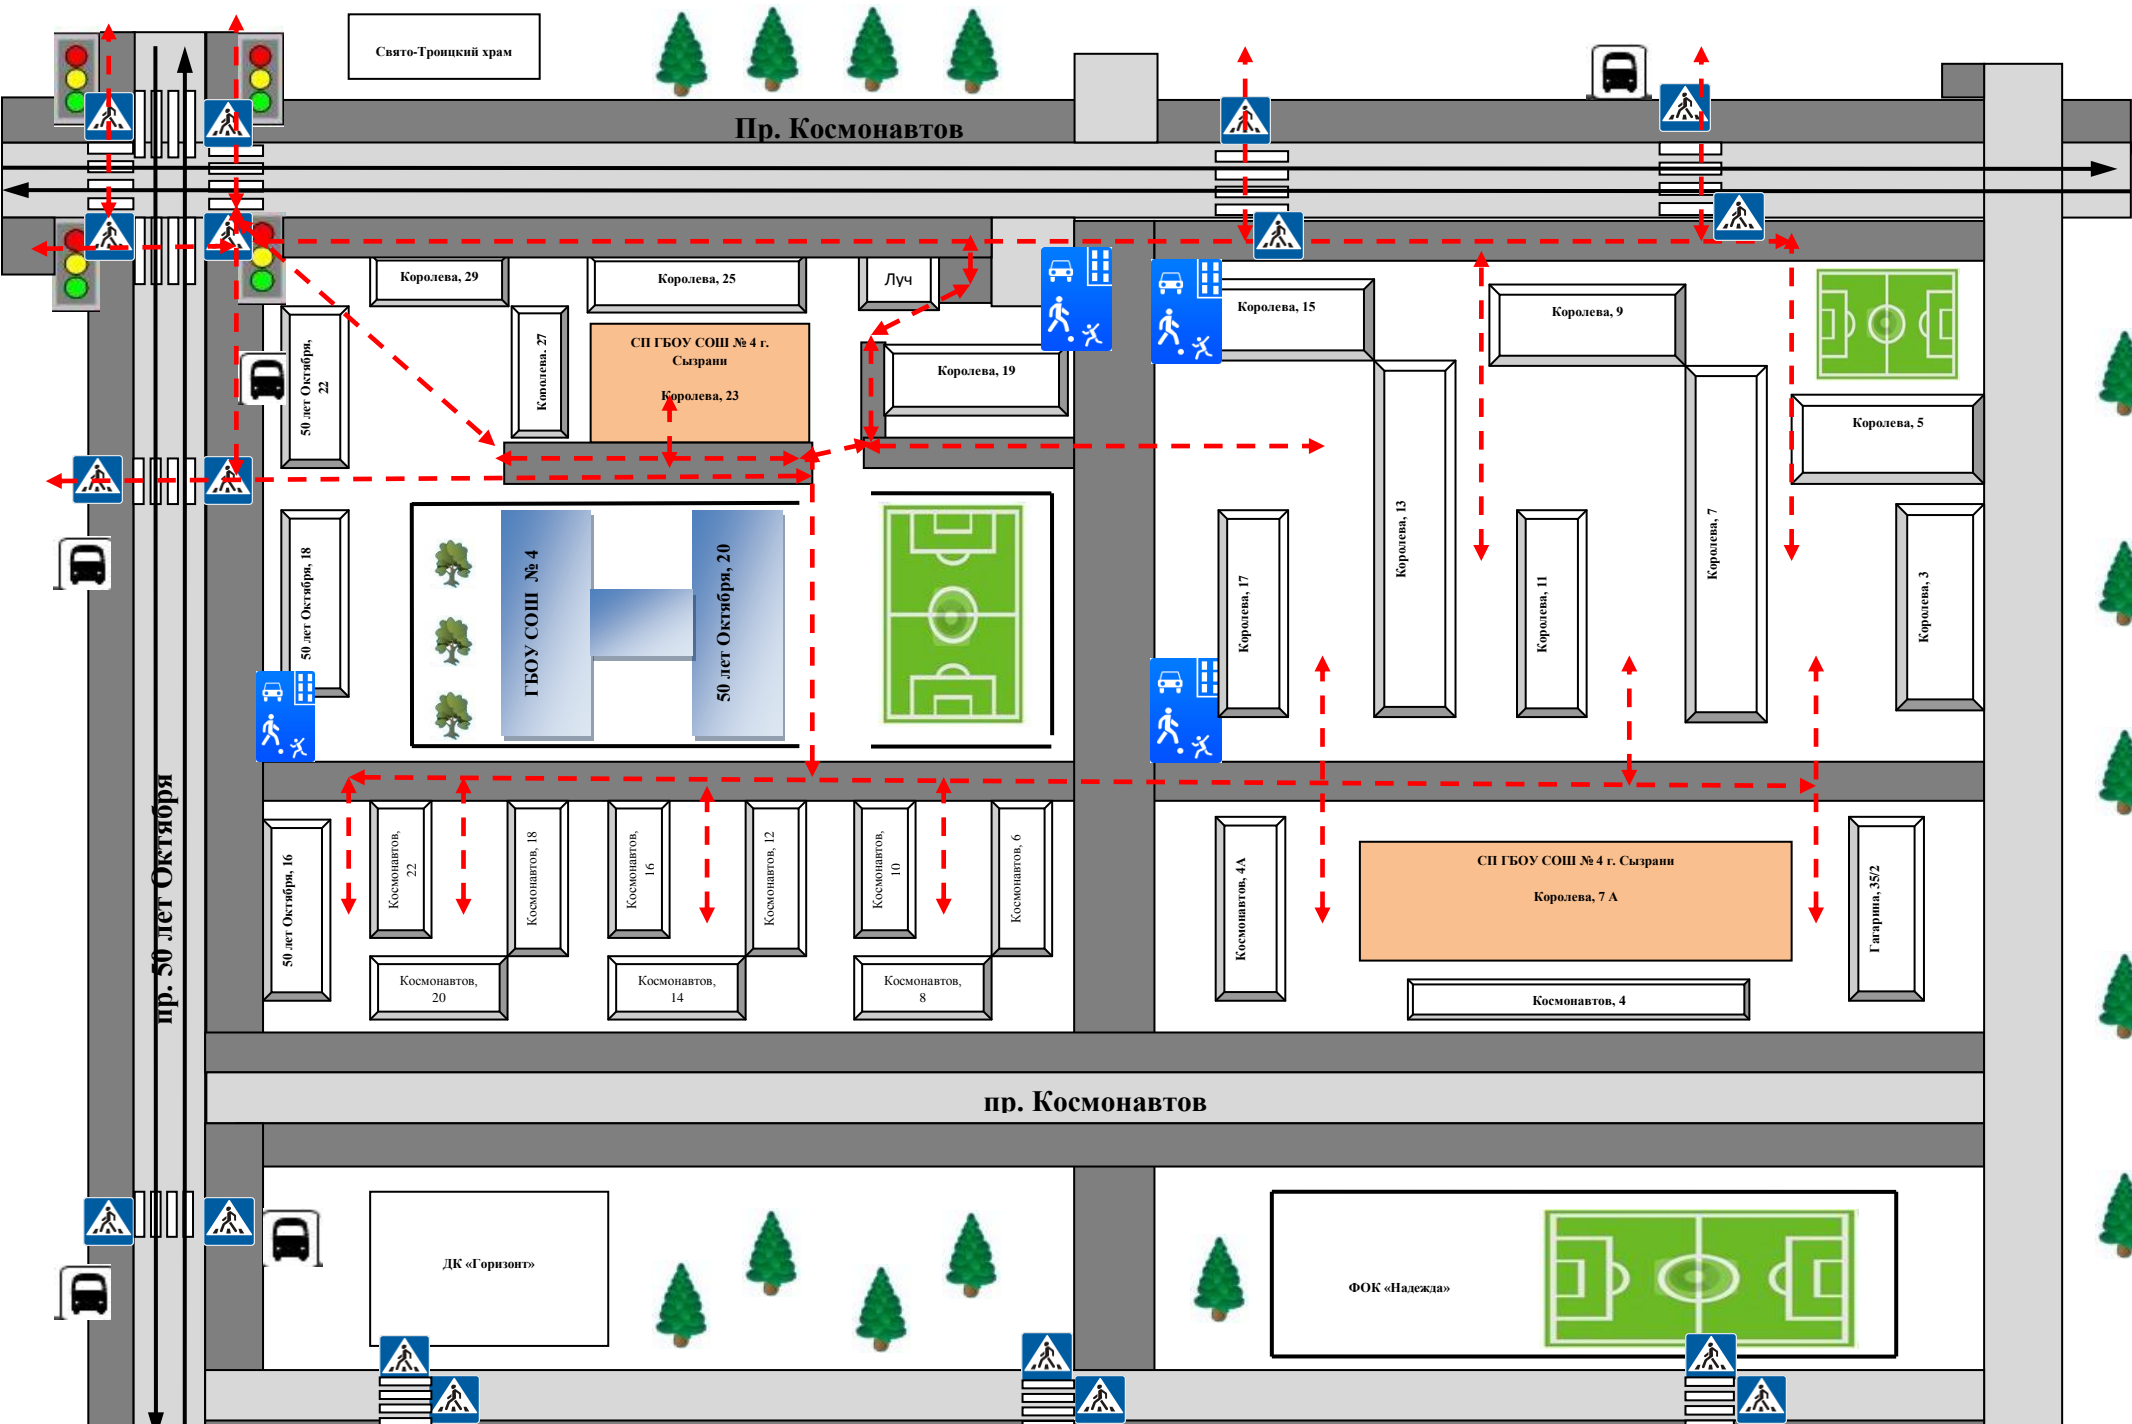 Свято-Троицкий храм
Пр. Космонавтов
Королева, 29
Королева, 25
Луч
Королева, 15
Королева, 9
50 лет Октября,
22
Королева. 27
СП ГБОУ СОШ № 4 г.
Сызрани
Королева, 23
Королева, 19
Королева, 5
50 лет Октября, 18
ГБОУ СОШ № 4
50 лет Октября, 20
Королева, 17
Королева, 13
Королева, 11
Королева, 7
Королева, 3
пр. 50 лет Октября
50 лет Октября, 16
Космонавтов,
22
Космонавтов, 18
Космонавтов,
16
Космонавтов, 12
Космонавтов,
10
Космонавтов, 6
Космонавтов,
20
Космонавтов,
14
Космонавтов,
8
Космонавтов, 4А
СП ГБОУ СОШ № 4 г. Сызрани
Королева, 7 А
Гагарина, 35/2
Космонавтов, 4
пр. Космонавтов
ДК «Горизонт»
ФОК «Надежда»